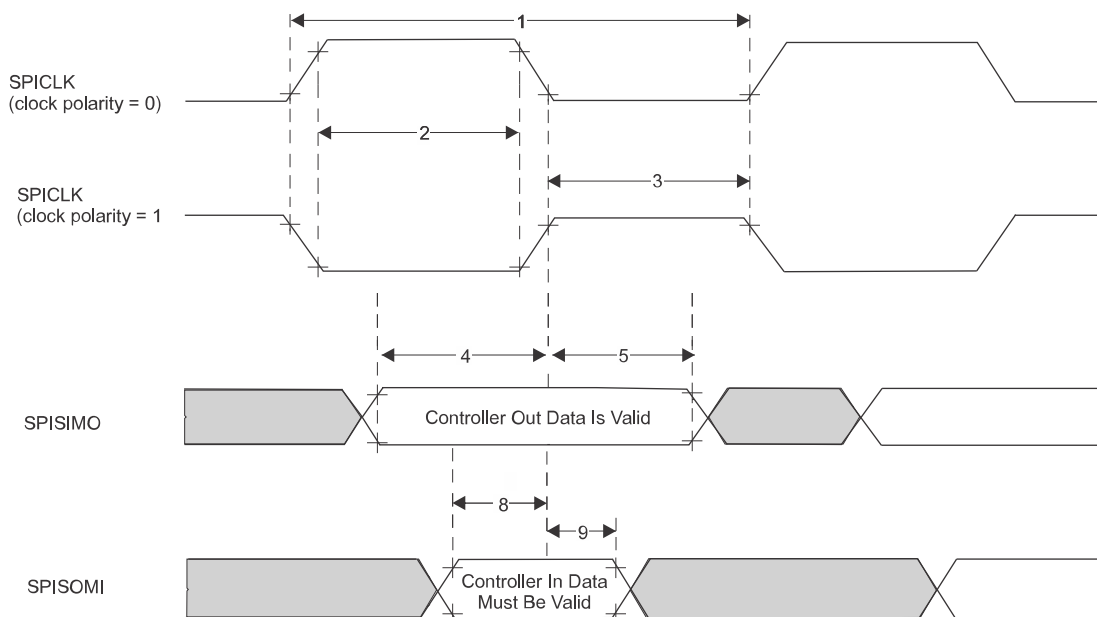 1
SPICLK
(clock polarity = 0)
2
3
SPICLK
(clock polarity = 1
4
5
SPISIMO
Controller Out Data Is Valid
8
9
SPISOMI
Controller In Data
Must Be Valid